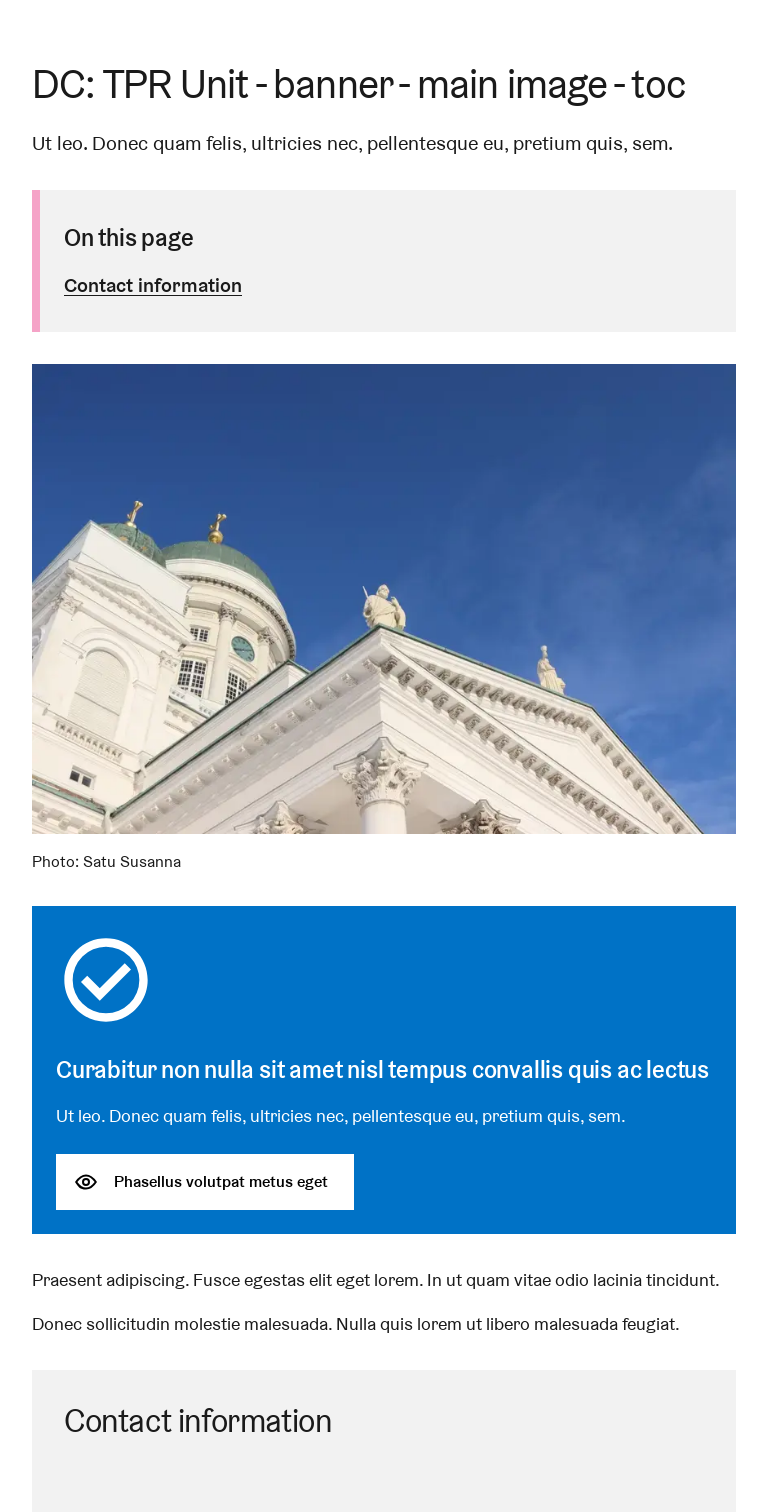 DC: TPR Unit - banner - main image - toc
Ut leo. Donec quam felis, ultricies nec, pellentesque eu, pretium quis, sem.
On this page
Contact information
Photo: Satu Susanna
Curabitur non nulla sit amet nisl tempus convallis quis ac lectus
Ut leo. Donec quam felis, ultricies nec, pellentesque eu, pretium quis, sem.
Phasellus volutpat metus eget
Praesent adipiscing. Fusce egestas elit eget lorem. In ut quam vitae odio lacinia tincidunt.
Donec sollicitudin molestie malesuada. Nulla quis lorem ut libero malesuada feugiat.
Contact information